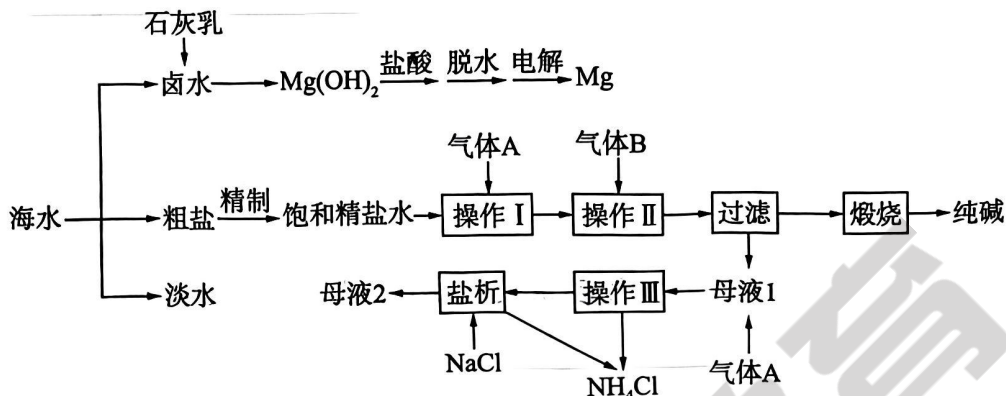 石灰乳
卤水 Mg(OH)₂ 盐酸 脱水 电解 Mg
气体A 气体B
海水 粗盐 精制 饱和精盐水 操作Ⅰ 操作Ⅱ 过滤 煅烧 纯碱
淡水 母液2 盐析 操作Ⅲ 母液1
NaCl NH₄Cl 气体A